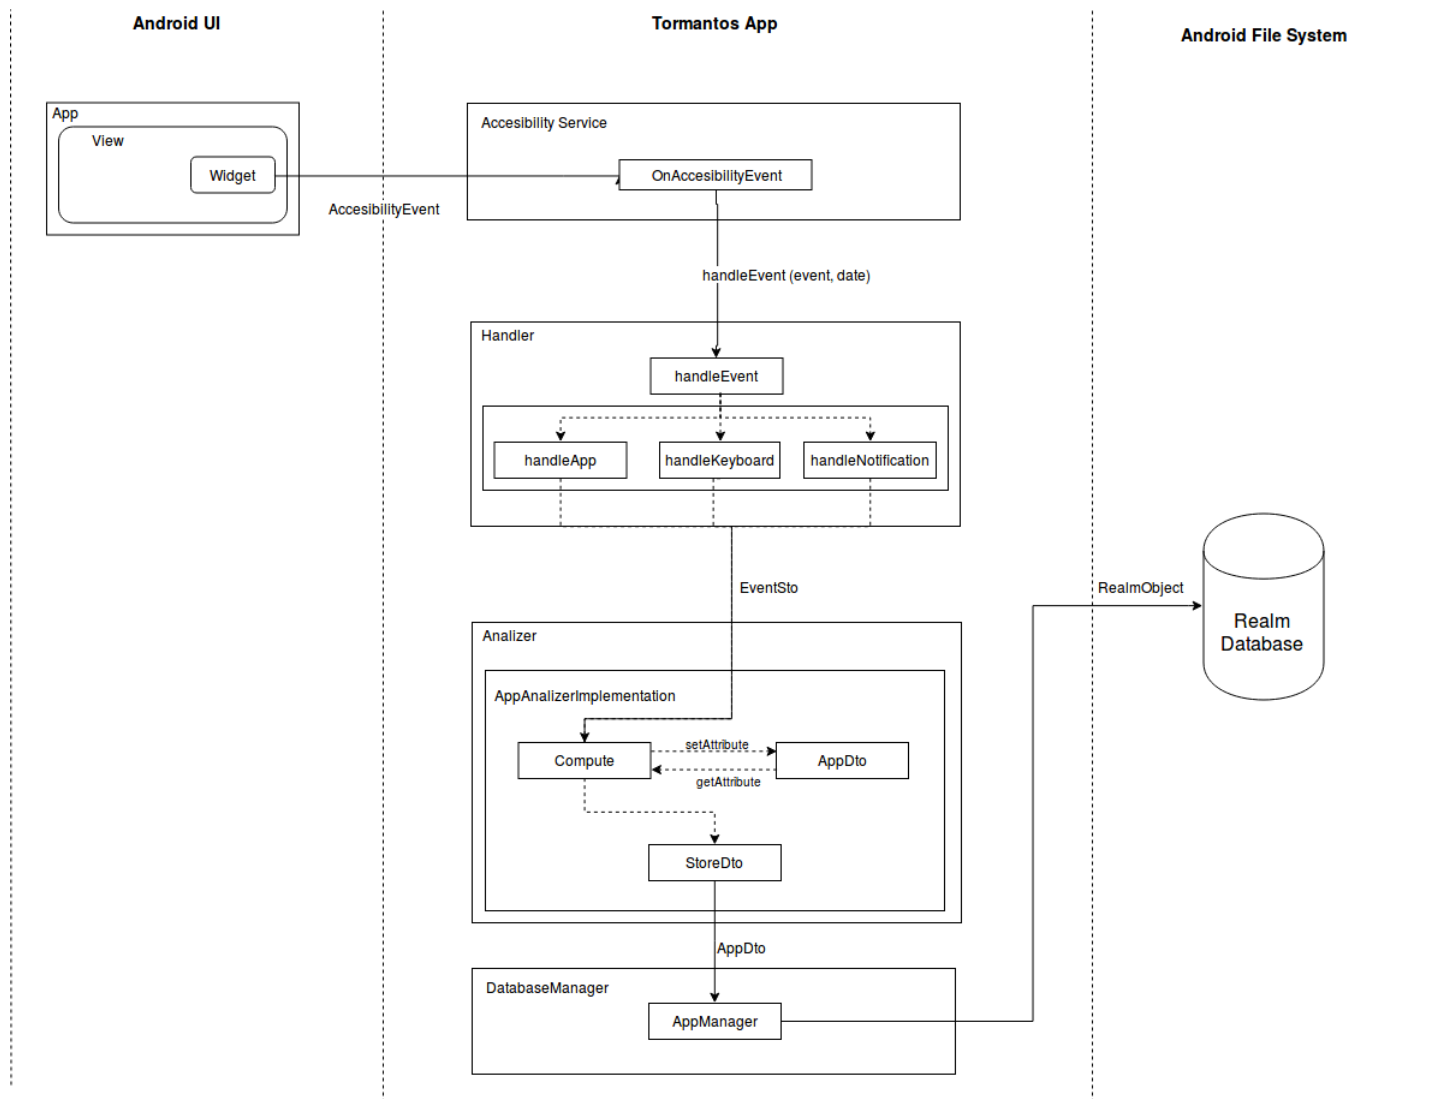 Android UI
Tormantos App
Android File System
App
View
Widget
AccesibilityEvent
Accesibility Service
OnAccesibilityEvent
handleEvent (event, date)
Handler
handleEvent
handleApp
handleKeyboard
handleNotification
EventSto
Analizer
AppAnalizerImplementation
Compute
setAttribute
getAttribute
AppDto
StoreDto
AppDto
DatabaseManager
AppManager
RealmObject
Realm
Database